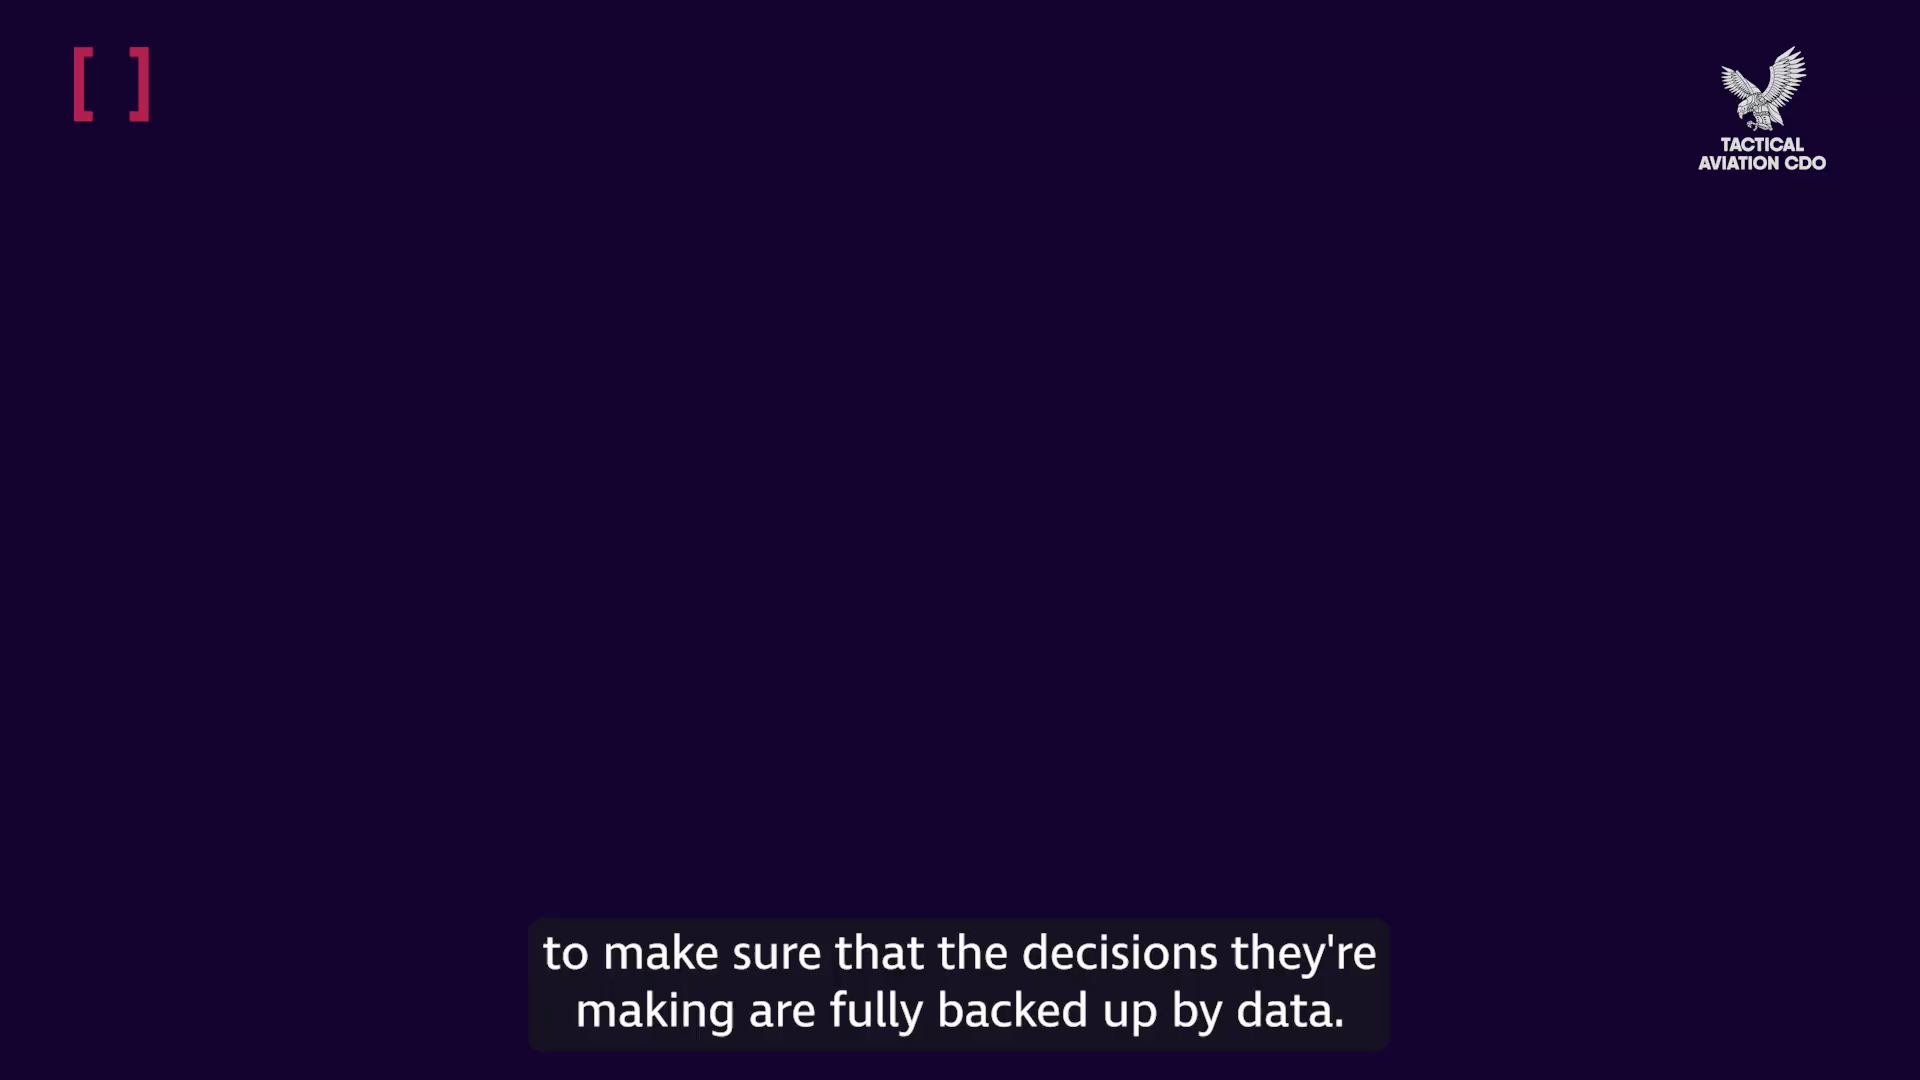 [ ]
TACTICAL
AVIATION CDO
to make sure that the decisions they're
making are fully backed up by data.